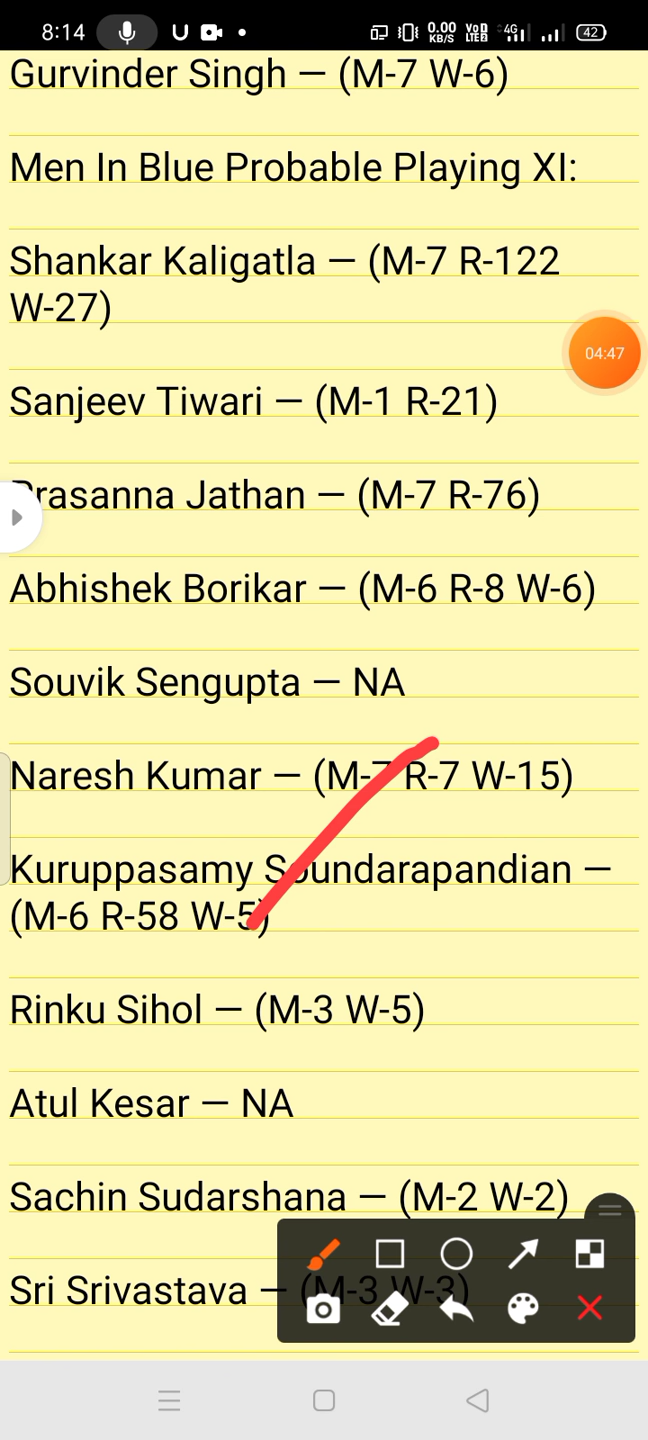 8:14 U 0.00 KB/S VoD LTE2 4G 42
Gurvinder Singh — (M-7 W-6)
Men In Blue Probable Playing XI:
Shankar Kaligatla — (M-7 R-122
W-27)
04:47
Sanjeev Tiwari — (M-1 R-21)
Prasanna Jathan — (M-7 R-76)
Abhishek Borikar — (M-6 R-8 W-6)
Souvik Sengupta — NA
Naresh Kumar — (M-7 R-7 W-15)
Kuruppasamy Soundarapandian —
(M-6 R-58 W-5)
Rinku Sihol — (M-3 W-5)
Atul Kesar — NA
Sachin Sudarshana — (M-2 W-2)
Sri Srivastava — (M-3 W-3)